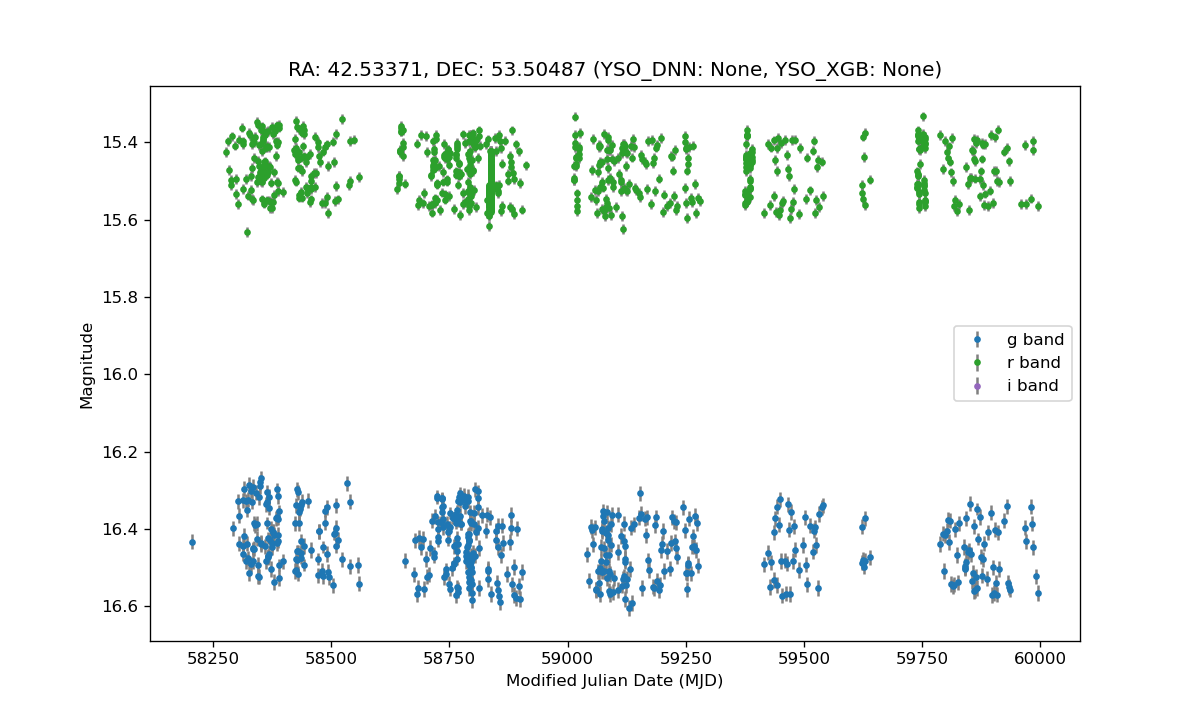 RA: 42.53371, DEC: 53.50487 (YSO_DNN: None, YSO_XGB: None)
15.4
15.6
15.8
16.0
16.2
16.4
16.6
Magnitude
g band
r band
i band
58250 58500 58750 59000 59250 59500 59750 60000
Modified Julian Date (MJD)